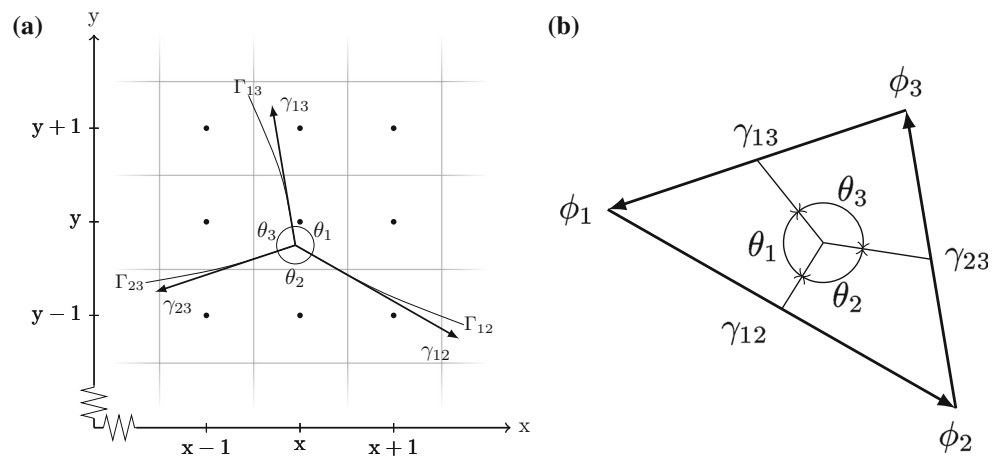 (a)
y
Γ₁₃
γ₁₃
y + 1
y
θ₃
θ₁
θ₂
Γ₂₃
γ₂₃
y − 1
Γ₁₂
γ₁₂
x − 1
x
x + 1
x
(b)
ϕ₃
γ₁₃
θ₃
ϕ₁
θ₁
γ₂₃
θ₂
γ₁₂
ϕ₂